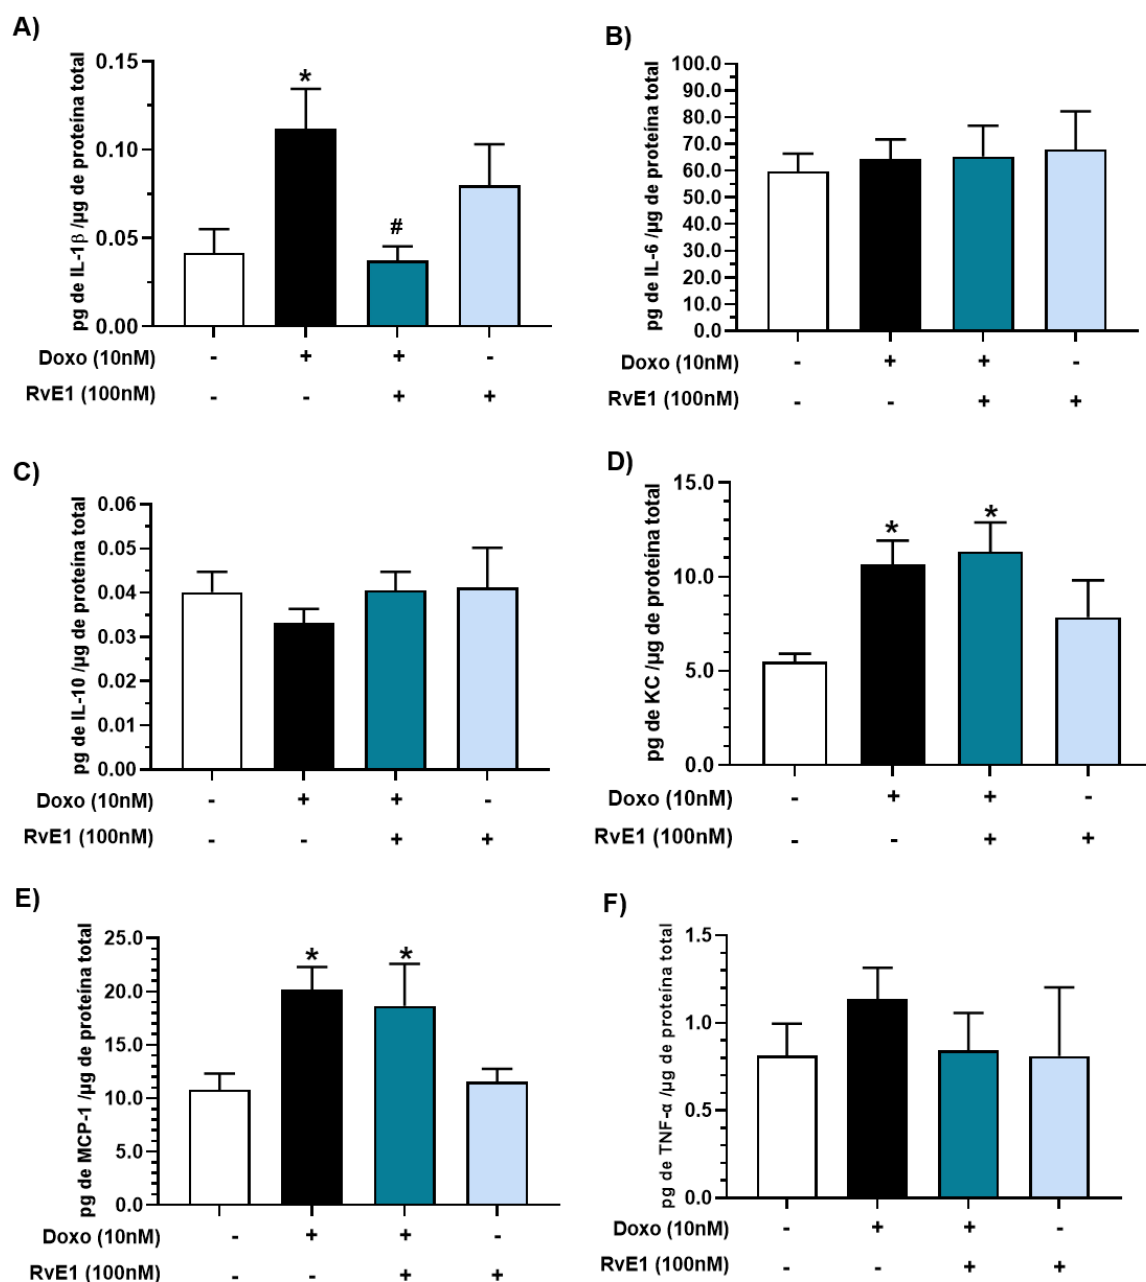 A)
pg de IL-1β /µg de proteína total
0.15
0.10
0.05
0.00
*
#
Doxo (10nM) - + + -
RvE1 (100nM) - - + +
B)
pg de IL-6 /µg de proteína total
100.0
90.0
80.0
70.0
60.0
50.0
40.0
30.0
20.0
10.0
0.0
Doxo (10nM) - + + -
RvE1 (100nM) - - + +
C)
pg de IL-10 /µg de proteína total
0.06
0.05
0.04
0.03
0.02
0.01
0.00
Doxo (10nM) - + + -
RvE1 (100nM) - - + +
D)
pg de KC /µg de proteína total
15.0
10.0
5.0
0.0
* *
Doxo (10nM) - + + -
RvE1 (100nM) - - + +
E)
pg de MCP-1 /µg de proteína total
25.0
20.0
15.0
10.0
5.0
0.0
* *
Doxo (10nM) - + + -
RvE1 (100nM) - - + +
F)
pg de TNF-α /µg de proteína total
1.5
1.0
0.5
0.0
Doxo (10nM) - + + -
RvE1 (100nM) - - + +